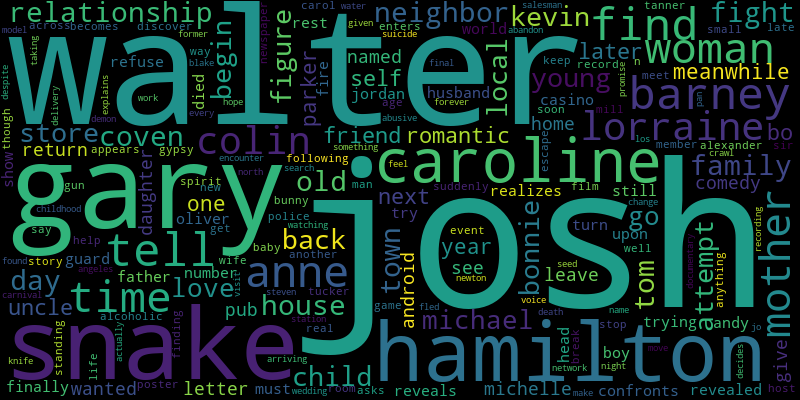 relationship
carol water
neighbor
kevin
find
fight
model
across becomes discover
rest
given
suicide
salesman
abandon
tanner
walter
begin
figure
newspaper
enters
world
woman
small late
former
blake
refuse
way
named
later
keep
record
n
meanwhile
taking
despite
delivery
explains
work
hope
every
died
parker
fire
self
final
forever
local
young
husband
jordan
age
abusive
casino
soon
meet
promise
pan
barney
store
coven
demon
colin
friend
romantic
home
mill
lorraine
bo
though
return
appears
gypsy
following
something
escape
los
member
alexander
sir
show
gary
daughter
spirit
encounter
search
feel
caroline
crawl
family
gun
new
old
man
suddenly
realizes
film
still
change
comedy
childhood
one
bunny
next
josh
say
oliver
police
watching
try
event
go
seed
turn
upon
documentary
recording
mother
help
tell
get
back
town
year
bonnie
well
attempt
north
baby
android
see
newton
leave
tom
anything
found
story
guard
wife
another
day
time
father
number
love
house
anne
visit
angeles
uncle
carnival
alcoholic
finding
pub
steven
tucker
game
fled
voice
michael
death
name
trying
andy
jo
snake
station
real
hamilton
stop
decides
give
knife
standing
life
actually
arriving
child
head
break
boy
night
move
finally
wanted
poster
letter
wedding
room
must
asks
reveals
michelle
network
make
confronts
revealed
host